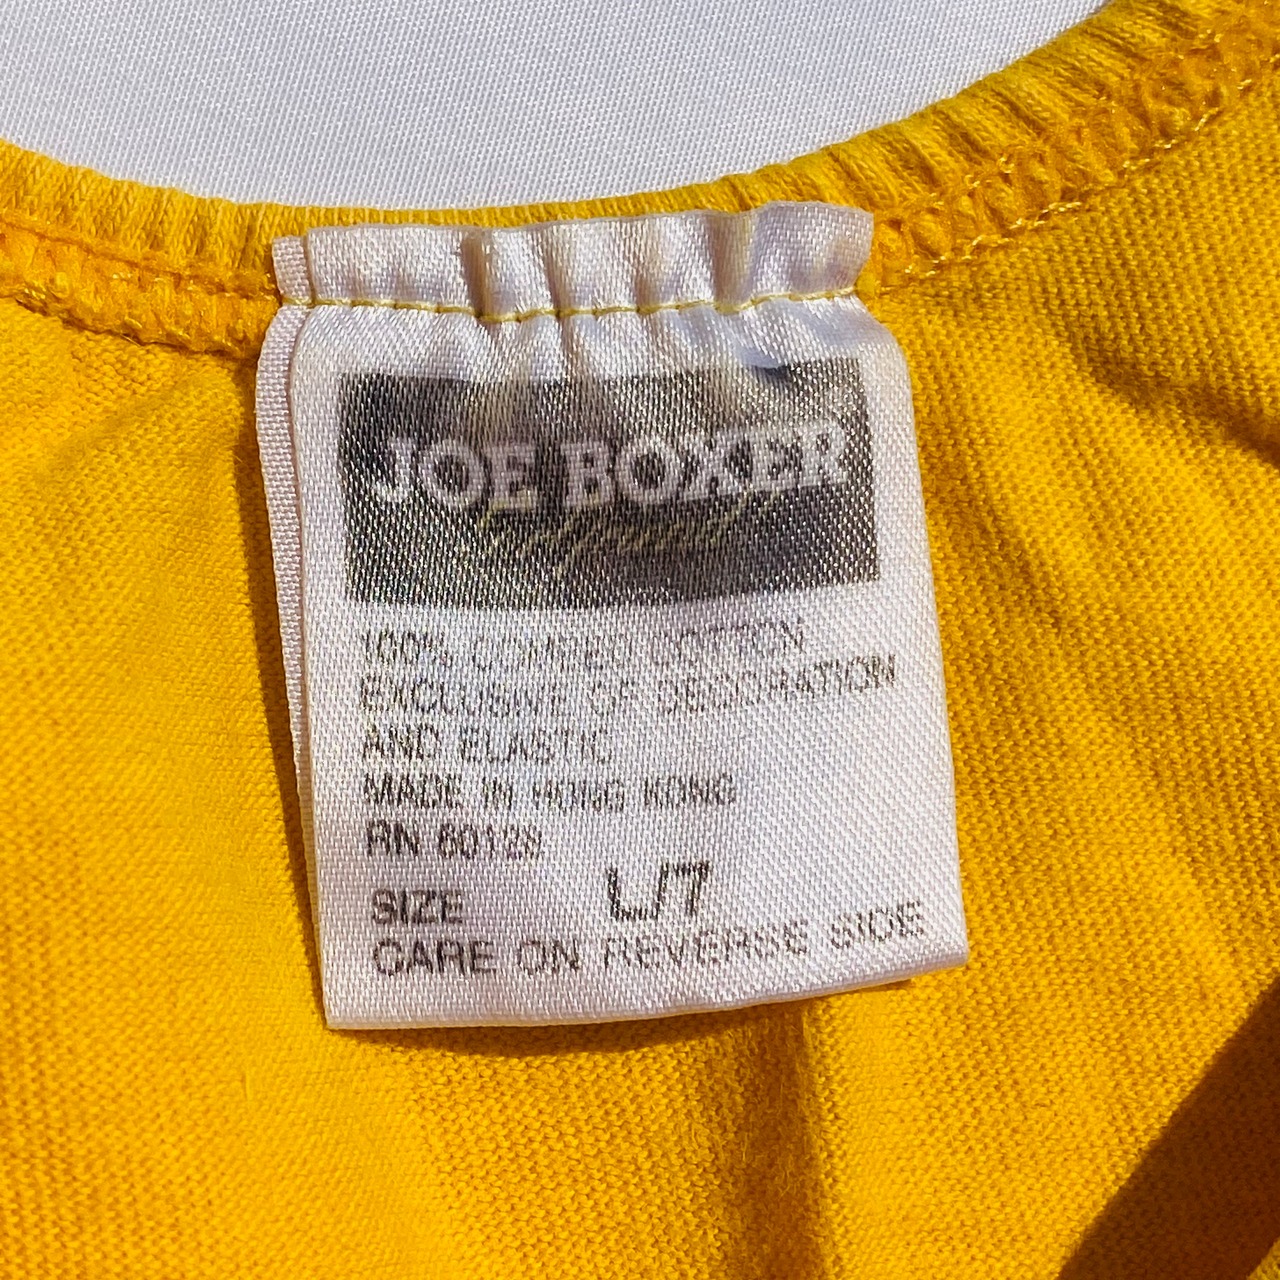 JOE BOXER
100% COMBED COTTON
EXCLUSIVE OF DECORATION
AND ELASTIC
MADE IN HONG KONG
RN 60128
SIZE L/7
CARE ON REVERSE SIDE